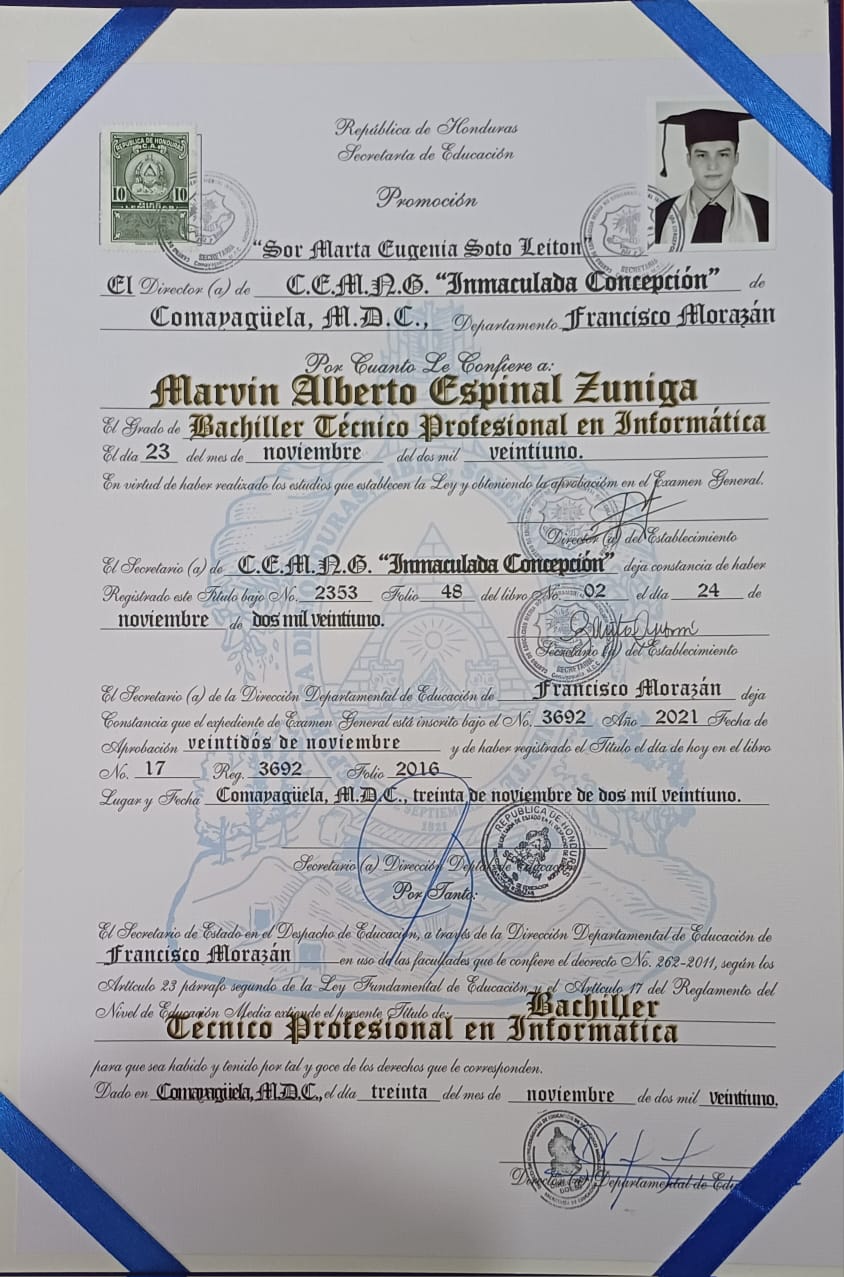 República de Honduras
Secretaría de Educación
Promoción
REPUBLICA DE HONDURAS
C.A.
10 10
"Sor Marta Eugenia Soto Leiton"
El Director (a) de C.E.M.N.G. "Inmaculada Concepción" de
Comayagüela, M.D.C., Departamento Francisco Morazán
Por Cuanto Le Confiere a:
Marvin Alberto Espinal Zuniga
El Grado de Bachiller Técnico Profesional en Informática
El día 23 del mes de noviembre del dos mil veintiuno.
En virtud de haber realizado los estudios que establecen la Ley y obteniendo la aprobación en el Examen General.
Director (a) del Establecimiento
El Secretario (a) de C.E.M.N.G. "Inmaculada Concepción" deja constancia de haber
Registrado este Título bajo No. 2353 Folio 48 del libro No. 02 el día 24 de
noviembre de dos mil veintiuno.
Secretario (a) del Establecimiento
El Secretario (a) de la Dirección Departamental de Educación de Francisco Morazán deja
Constancia que el expediente de Examen General está inscrito bajo el No. 3692 Año 2021 Fecha de
Aprobación veintidós de noviembre y de haber registrado el Título el día de hoy en el libro
No. 17 Reg. 3692 Folio 2016
Lugar y Fecha Comayagüela, M.D.C., treinta de noviembre de dos mil veintiuno.
REPUBLICA DE HONDURAS
Secretario (a) Dirección Deptal. de Educación
Por Tanto:
El Secretario de Estado en el Despacho de Educación, a través de la Dirección Departamental de Educación de
Francisco Morazán en uso de las facultades que le confiere el decreto No. 262-2011, según los
Artículo 23 párrafo segundo de la Ley Fundamental de Educación y el Artículo 17 del Reglamento del
Nivel de Educación Media extiende el presente Título de: Bachiller
Técnico Profesional en Informática
para que sea habido y tenido por tal y goce de los derechos que le corresponden.
Dado en Comayagüela, M.D.C., el día treinta del mes de noviembre de dos mil veintiuno.
Director (a) Departamental de Edu